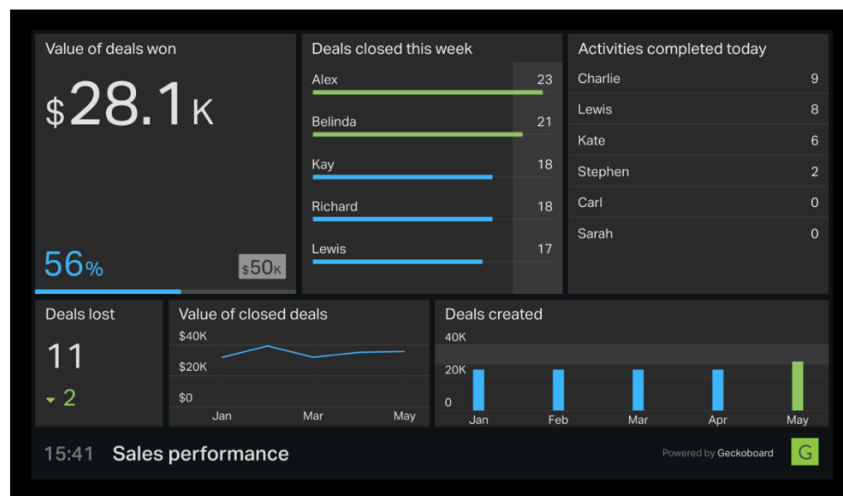 Value of deals won
$28.1K
56%
$50K
Deals closed this week
Alex 23
Belinda 21
Kay 18
Richard 18
Lewis 17
Activities completed today
Charlie 9
Lewis 8
Kate 6
Stephen 2
Carl 0
Sarah 0
Deals lost
11
2
Value of closed deals
$40K
$20K
$0
Jan Mar May
Deals created
40K
20K
0
Jan Feb Mar Apr May
15:41 Sales performance
Powered by Geckoboard G